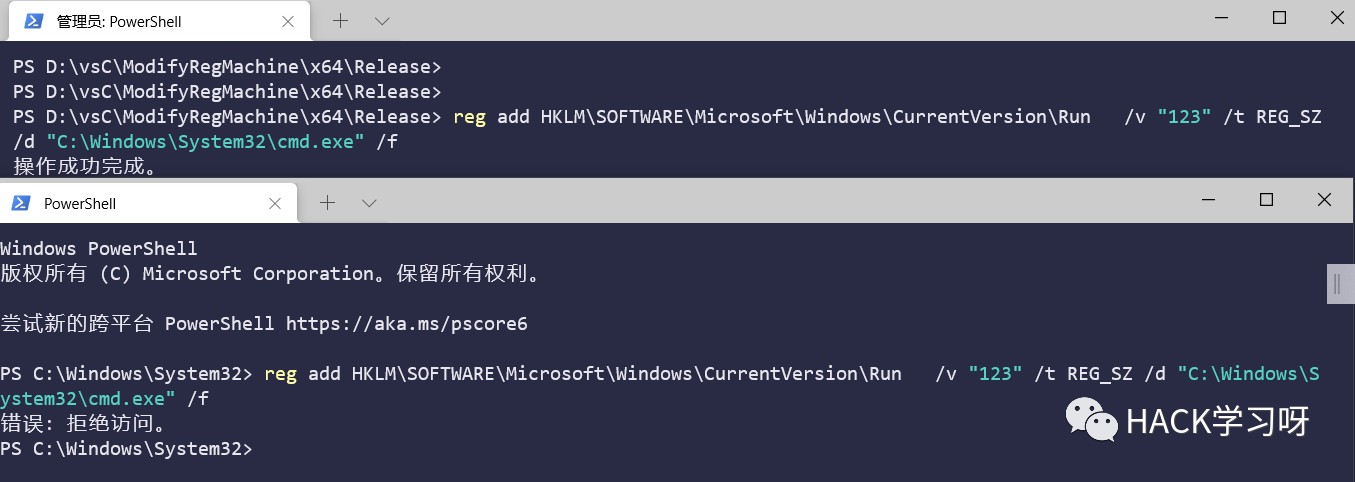 管理员: PowerShell
PS D:\vsC\ModifyRegMachine\x64\Release>
PS D:\vsC\ModifyRegMachine\x64\Release>
PS D:\vsC\ModifyRegMachine\x64\Release> reg add HKLM\SOFTWARE\Microsoft\Windows\CurrentVersion\Run   /v "123" /t REG_SZ
/d "C:\Windows\System32\cmd.exe" /f
操作成功完成。
PowerShell
Windows PowerShell
版权所有 (C) Microsoft Corporation。保留所有权利。
尝试新的跨平台 PowerShell https://aka.ms/pscore6
PS C:\Windows\System32> reg add HKLM\SOFTWARE\Microsoft\Windows\CurrentVersion\Run   /v "123" /t REG_SZ /d "C:\Windows\S
ystem32\cmd.exe" /f
错误: 拒绝访问。
PS C:\Windows\System32>
HACK学习呀